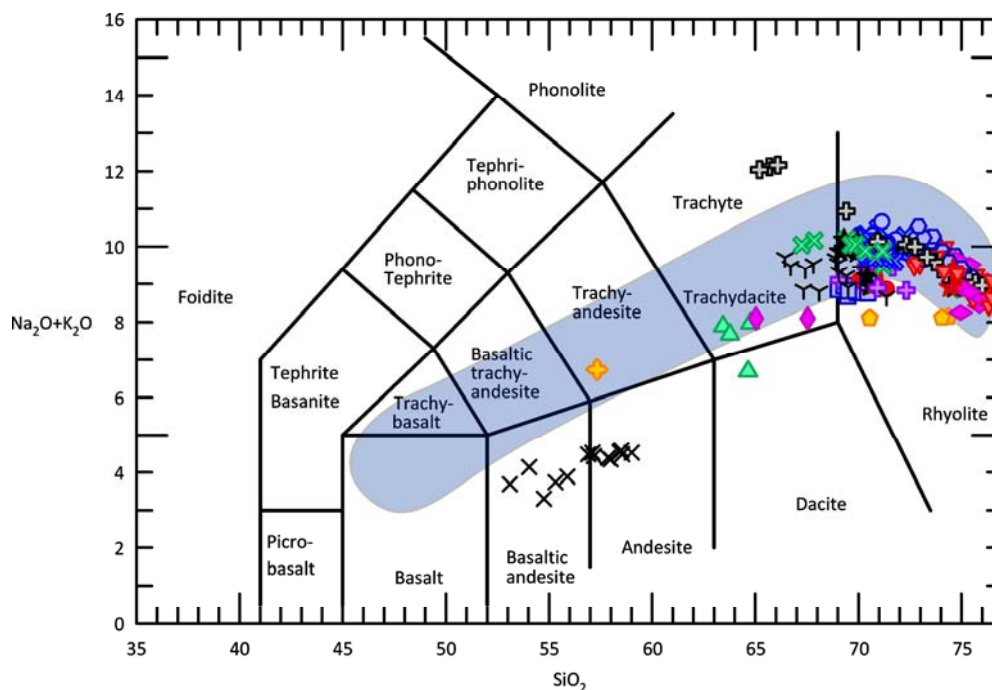 16
14
12
10
8
6
4
2
0
Na2O+K2O
Phonolite
Tephri-
phonolite
Trachyte
Phono-
Tephrite
Foidite
Trachy-
andesite
Trachydacite
Tephrite
Basanite
Basaltic
trachy-
andesite
Trachy-
basalt
Rhyolite
Dacite
Picro-
basalt
Basalt
Basaltic
andesite
Andesite
35 40 45 50 55 60 65 70 75
SiO2